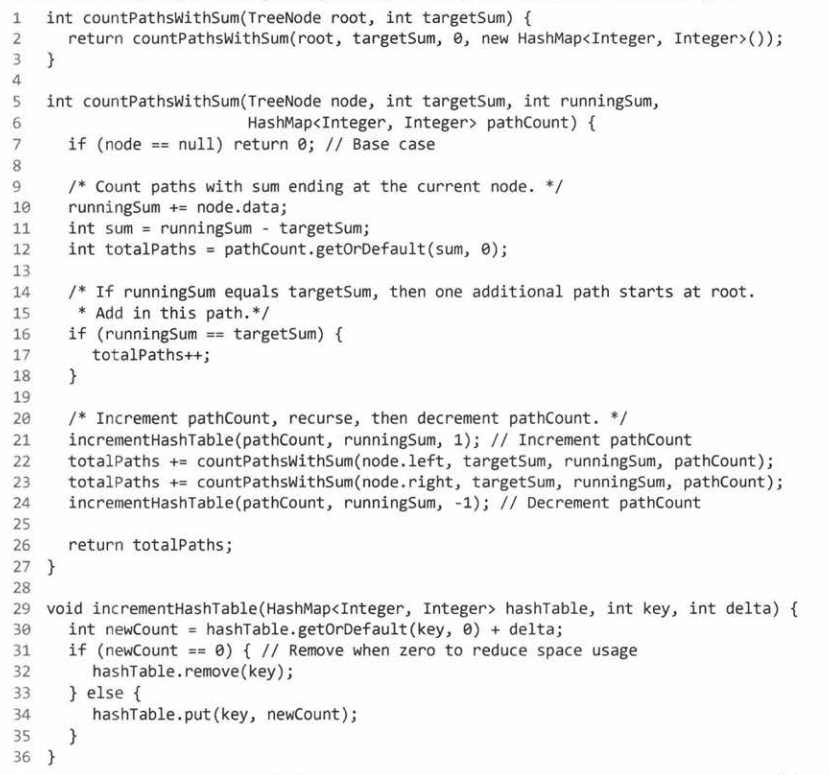 1 int countPathsWithSum(TreeNode root, int targetSum) {
2 return countPathsWithSum(root, targetSum, 0, new HashMap<Integer, Integer>());
3 }
4
5 int countPathsWithSum(TreeNode node, int targetSum, int runningSum,
6 HashMap<Integer, Integer> pathCount) {
7 if (node == null) return 0; // Base case
8
9 /* Count paths with sum ending at the current node. */
10 runningSum += node.data;
11 int sum = runningSum - targetSum;
12 int totalPaths = pathCount.getOrDefault(sum, 0);
13
14 /* If runningSum equals targetSum, then one additional path starts at root.
15 * Add in this path.*/
16 if (runningSum == targetSum) {
17 totalPaths++;
18 }
19
20 /* Increment pathCount, recurse, then decrement pathCount. */
21 incrementHashTable(pathCount, runningSum, 1); // Increment pathCount
22 totalPaths += countPathsWithSum(node.left, targetSum, runningSum, pathCount);
23 totalPaths += countPathsWithSum(node.right, targetSum, runningSum, pathCount);
24 incrementHashTable(pathCount, runningSum, -1); // Decrement pathCount
25
26 return totalPaths;
27 }
28
29 void incrementHashTable(HashMap<Integer, Integer> hashTable, int key, int delta) {
30 int newCount = hashTable.getOrDefault(key, 0) + delta;
31 if (newCount == 0) { // Remove when zero to reduce space usage
32 hashTable.remove(key);
33 } else {
34 hashTable.put(key, newCount);
35 }
36 }